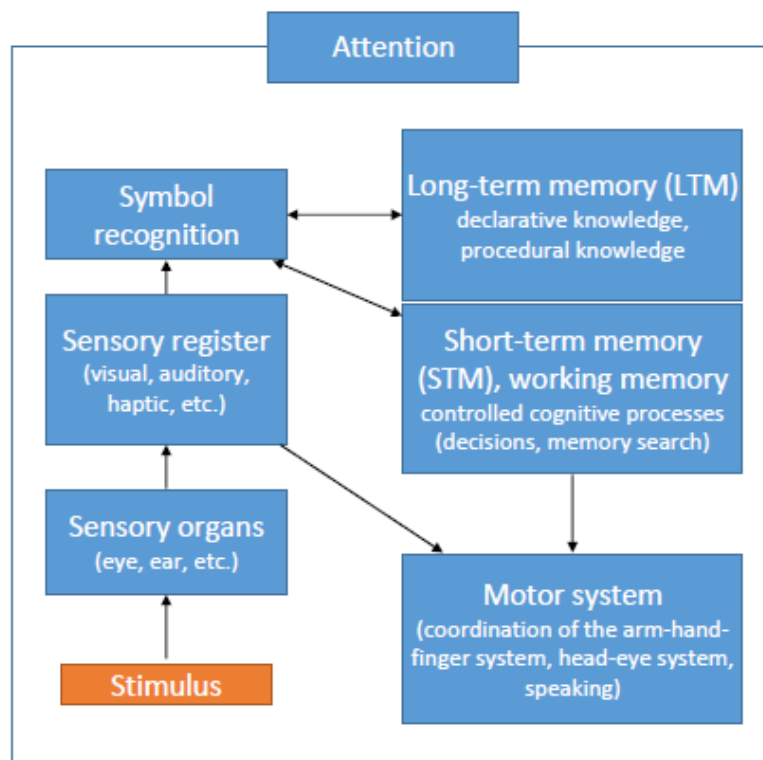 Attention
Symbol
recognition
Long-term memory (LTM)
declarative knowledge,
procedural knowledge
Sensory register
(visual, auditory,
haptic, etc.)
Short-term memory
(STM), working memory
controlled cognitive processes
(decisions, memory search)
Sensory organs
(eye, ear, etc.)
Motor system
(coordination of the arm-hand-
finger system, head-eye system,
speaking)
Stimulus